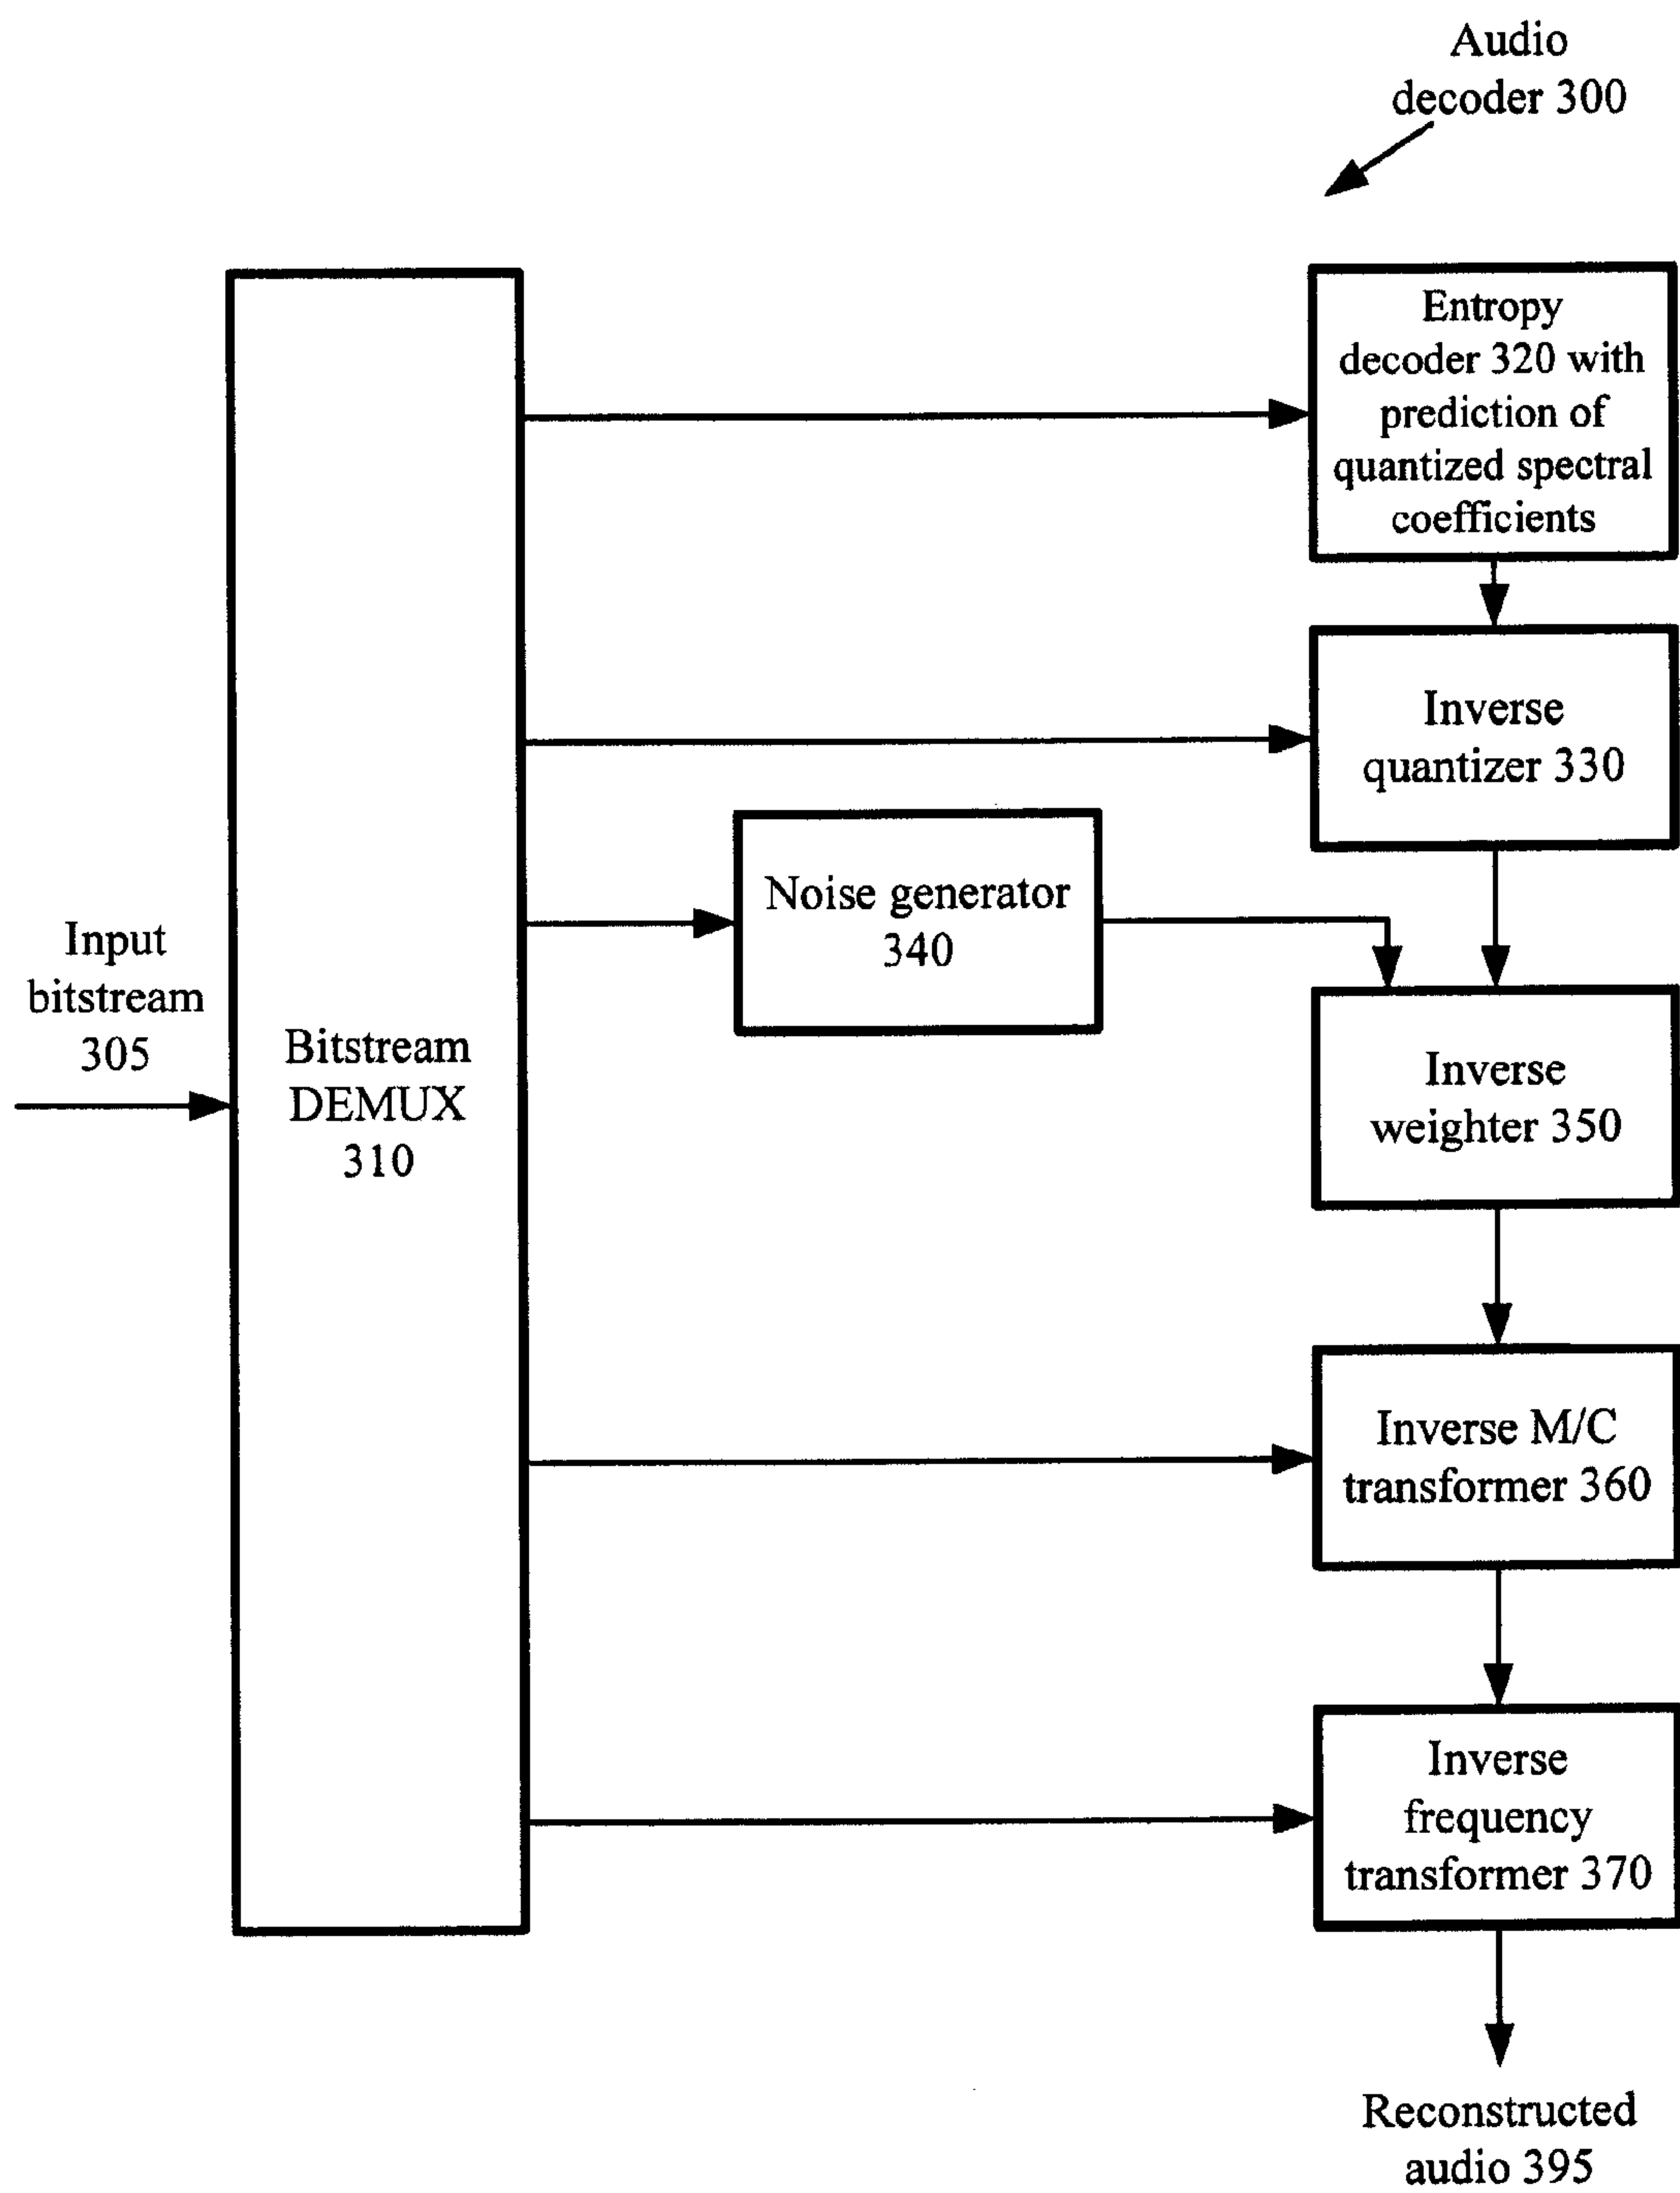 Audio
decoder 300
Entropy
decoder 320 with
prediction of
quantized spectral
coefficients
Inverse
quantizer 330
Noise generator
340
Input
bitstream
305
Bitstream
DEMUX
310
Inverse
weighter 350
Inverse M/C
transformer 360
Inverse
frequency
transformer 370
Reconstructed
audio 395